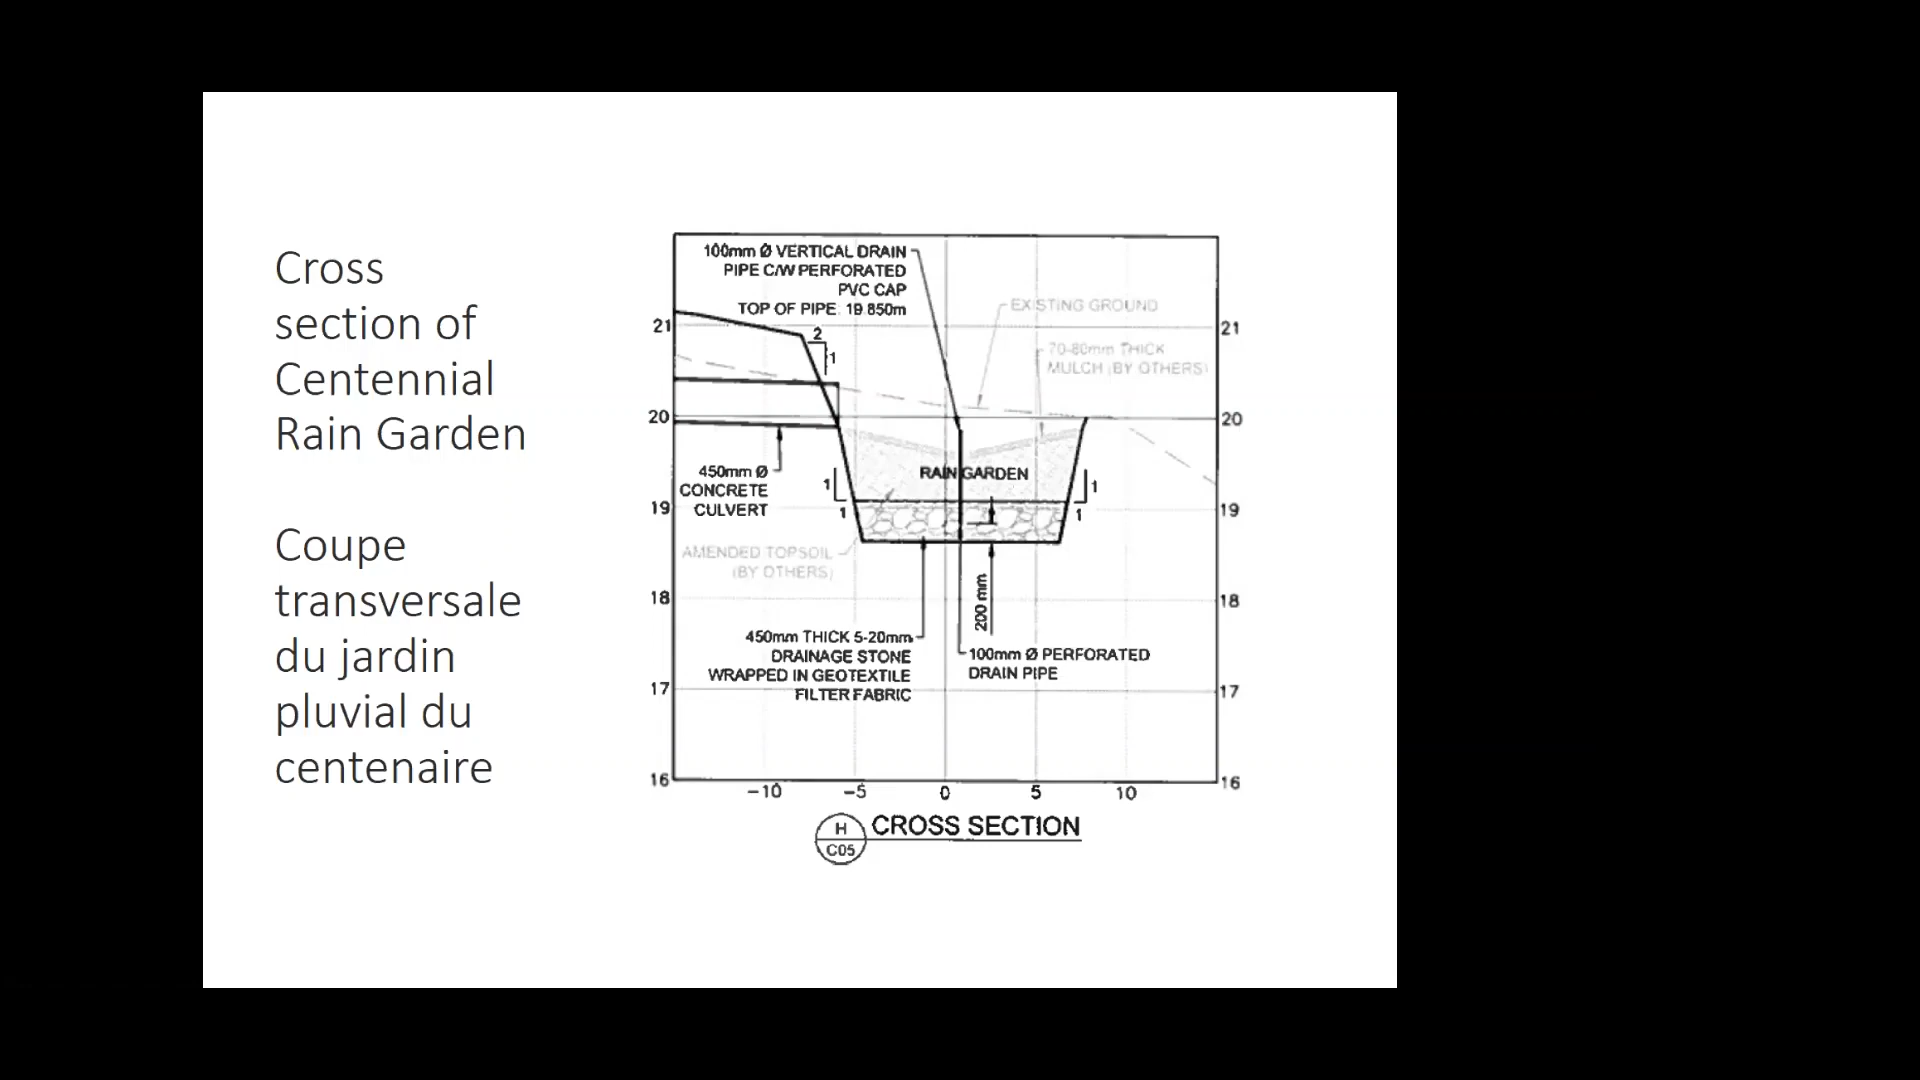 Cross
section of
Centennial
Rain Garden
Coupe
transversale
du jardin
pluvial du
centenaire
100mm Ø VERTICAL DRAIN
PIPE C/W PERFORATED
PVC CAP
TOP OF PIPE: 19.850m
EXISTING GROUND
70-80mm THICK
MULCH (BY OTHERS)
2
1
21
21
20
20
RAIN GARDEN
450mm Ø
CONCRETE
CULVERT
1
1
1
1
19
19
AMENDED TOPSOIL
(BY OTHERS)
200 mm
18
18
450mm THICK 5-20mm
DRAINAGE STONE
WRAPPED IN GEOTEXTILE
FILTER FABRIC
100mm Ø PERFORATED
DRAIN PIPE
17
17
16
16
-10 -5 0 5 10
H
C05
CROSS SECTION